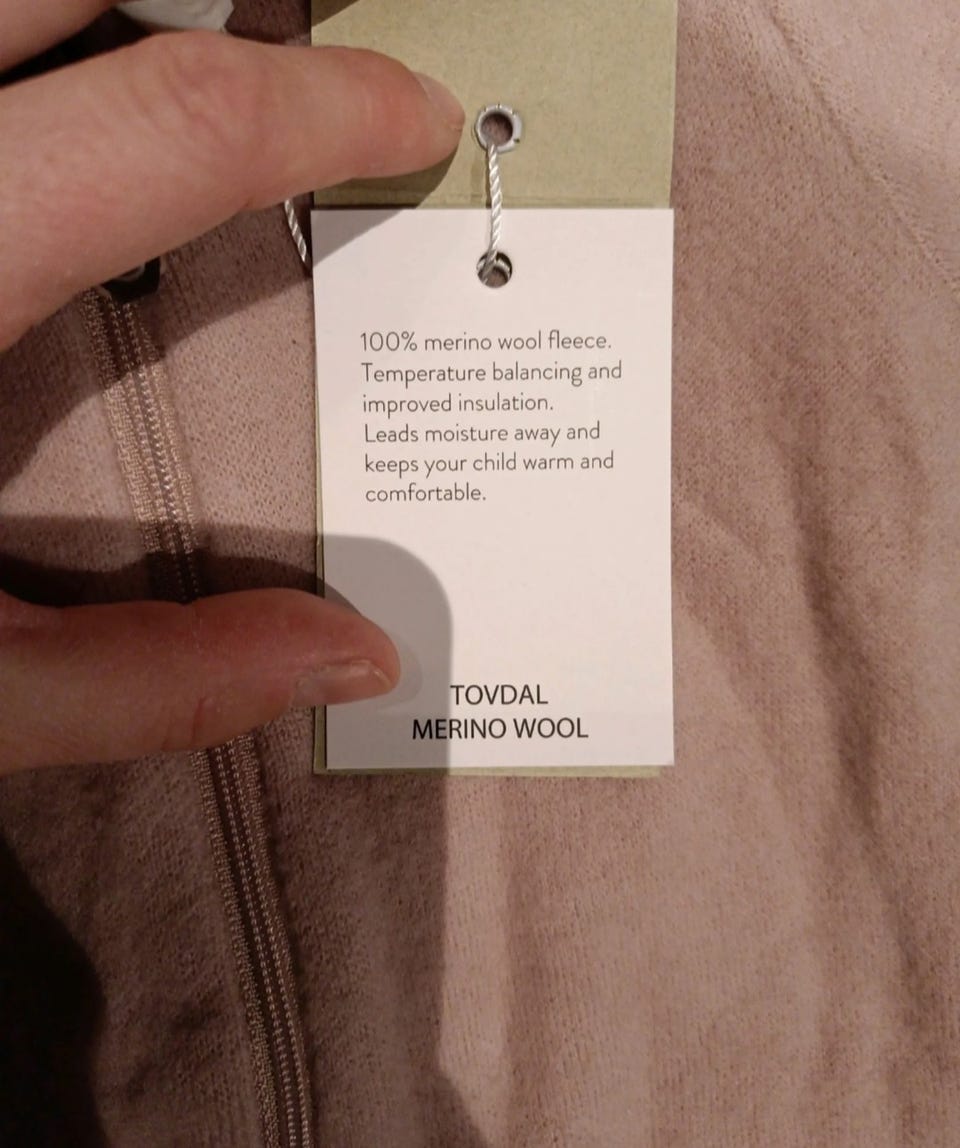 100% merino wool fleece.
Temperature balancing and
improved insulation.
Leads moisture away and
keeps your child warm and
comfortable.
TOVDAL
MERINO WOOL